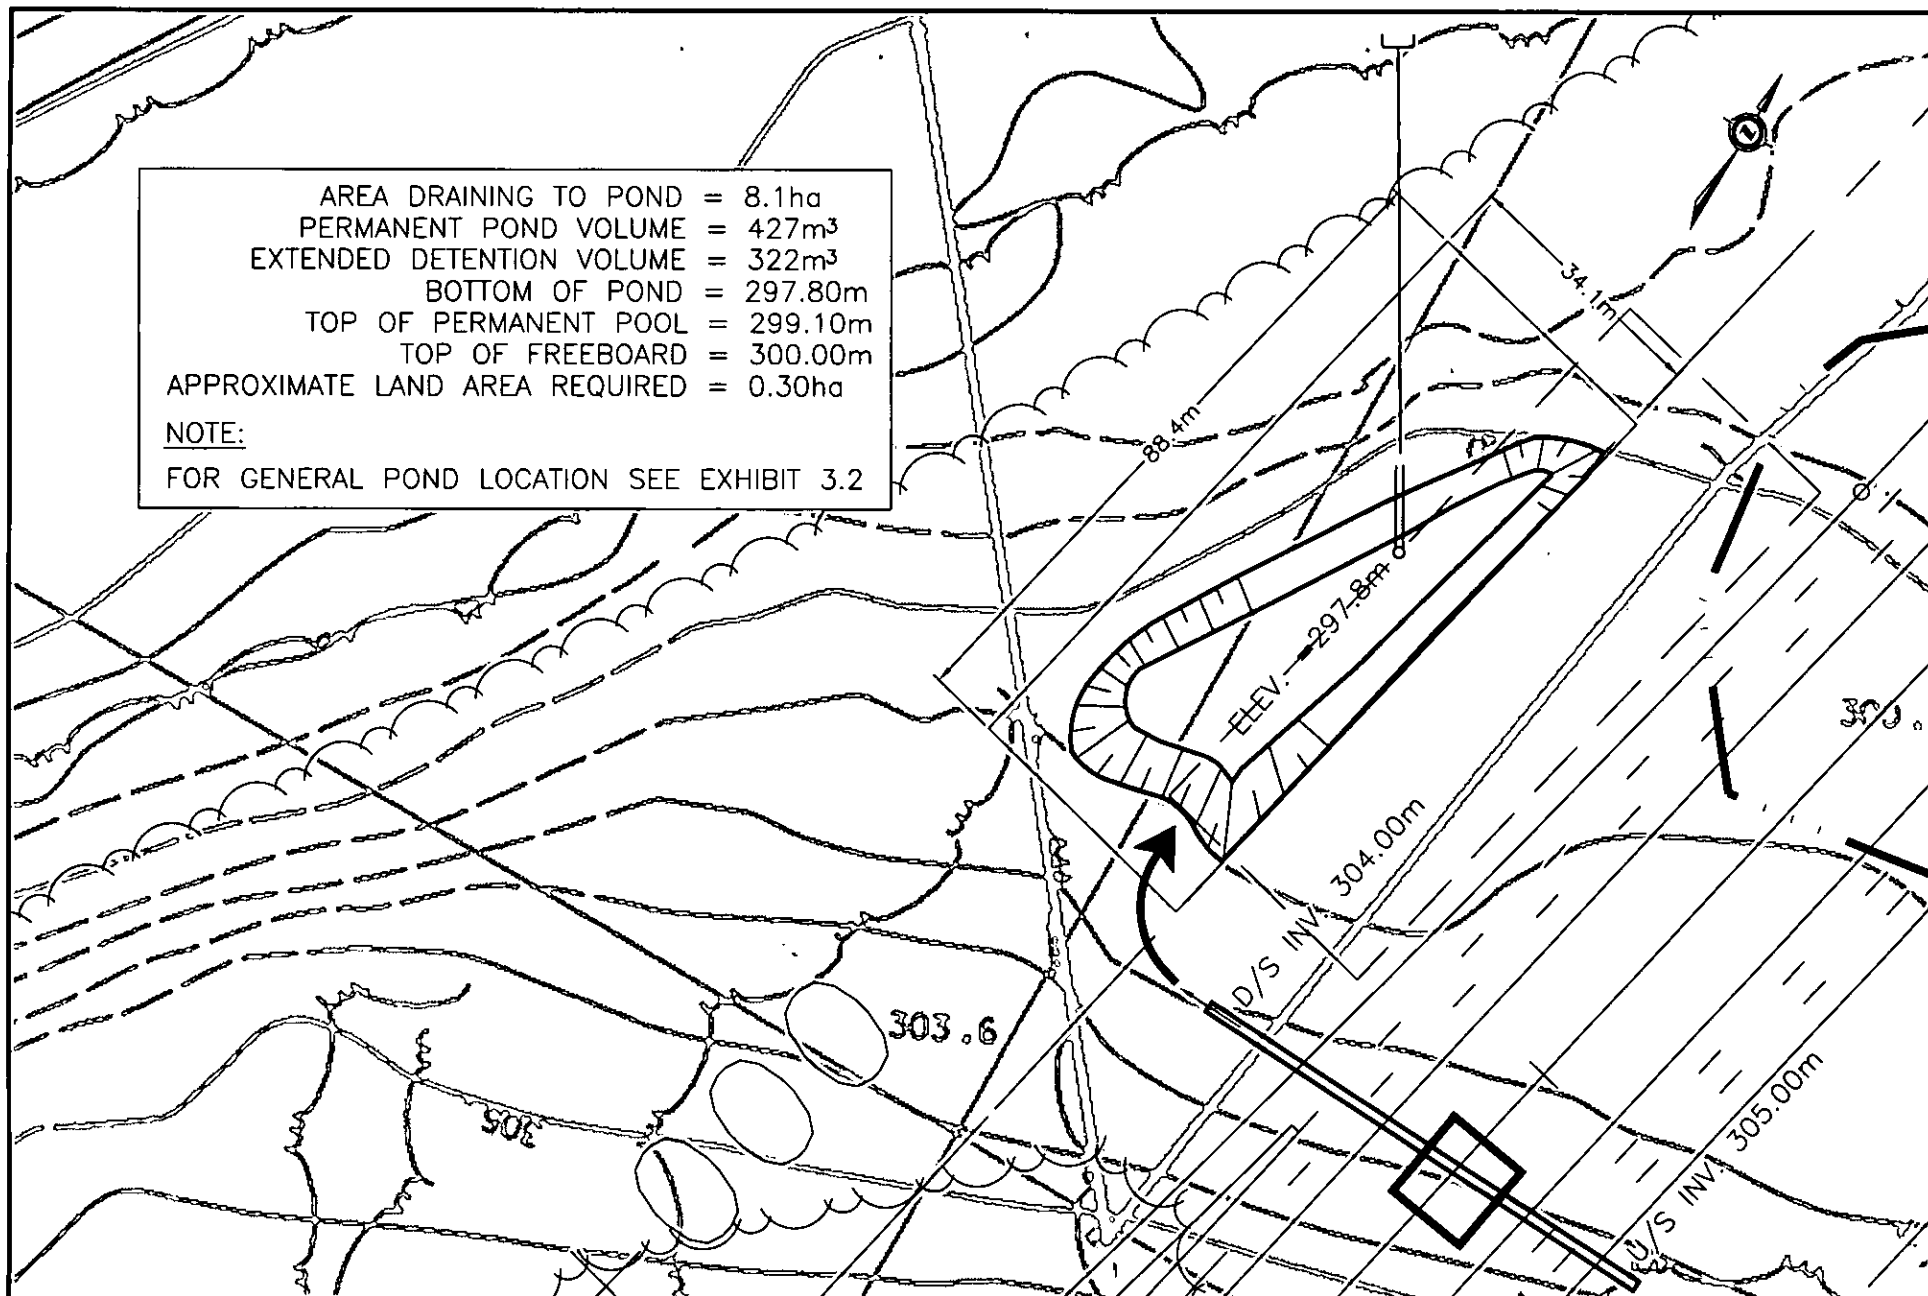 AREA DRAINING TO POND = 8.1ha
PERMANENT POND VOLUME = 427m³
EXTENDED DETENTION VOLUME = 322m³
BOTTOM OF POND = 297.80m
TOP OF PERMANENT POOL = 299.10m
TOP OF FREEBOARD = 300.00m
APPROXIMATE LAND AREA REQUIRED = 0.30ha
NOTE:
FOR GENERAL POND LOCATION SEE EXHIBIT 3.2
34.1m
88.4m
ELEV. = 297.8m
D/S INV. 304.00m
U/S INV. 305.00m
303.6
305